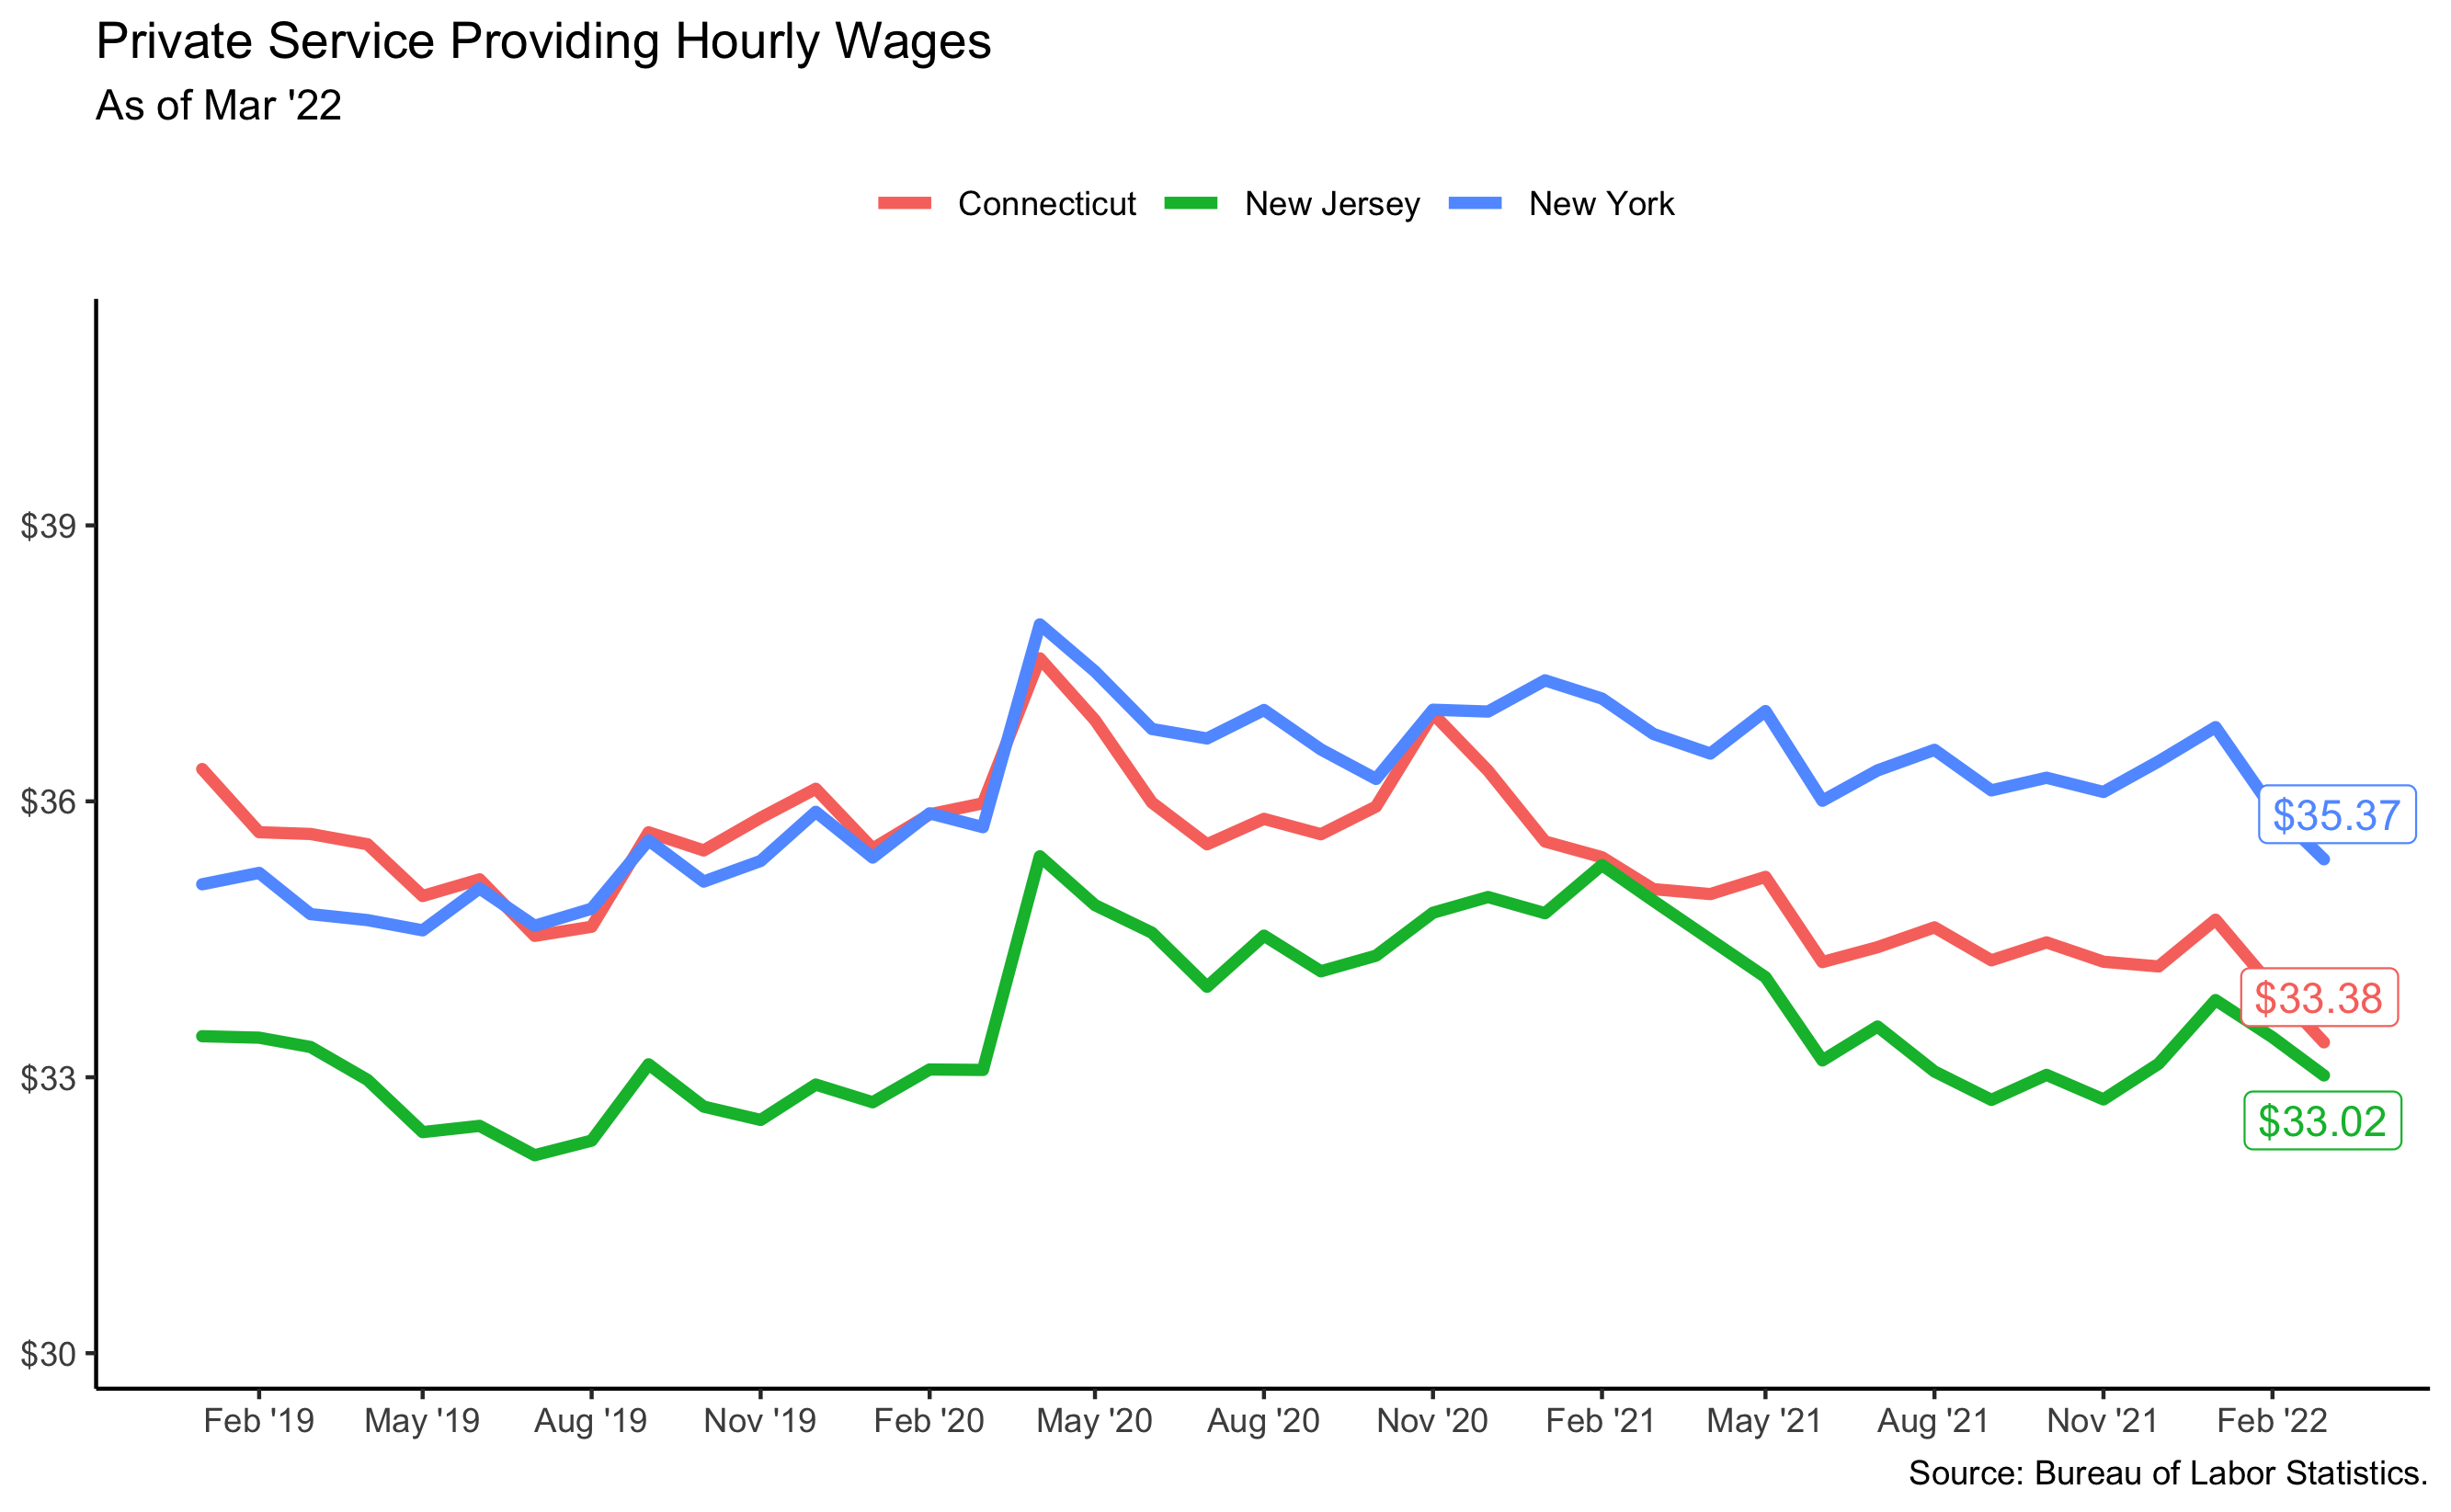 Private Service Providing Hourly Wages
As of Mar '22
Connecticut New Jersey New York
$39
$36
$33
$30
$35.37
$33.38
$33.02
Feb '19 May '19 Aug '19 Nov '19 Feb '20 May '20 Aug '20 Nov '20 Feb '21 May '21 Aug '21 Nov '21 Feb '22
Source: Bureau of Labor Statistics.